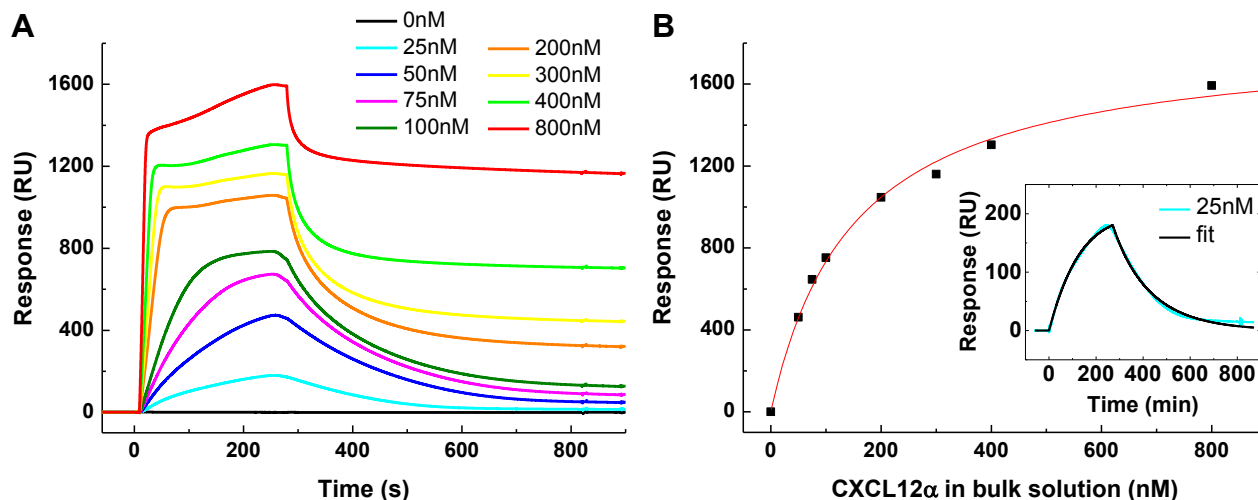 A
0nM
25nM
50nM
75nM
100nM
200nM
300nM
400nM
800nM
Response (RU)
1600
1200
800
400
0
0 200 400 600 800
Time (s)
B
Response (RU)
1600
1200
800
400
0
0 200 400 600 800
CXCL12α in bulk solution (nM)
25nM
fit
Response (RU)
200
100
0
0 200 400 600 800
Time (min)